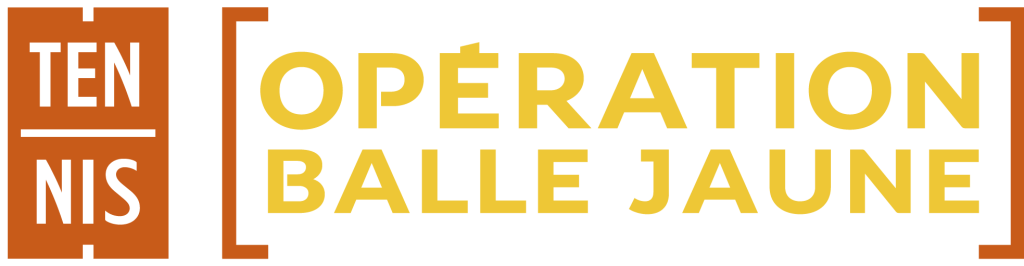 TEN
NIS
OPÉRATION
BALLE JAUNE